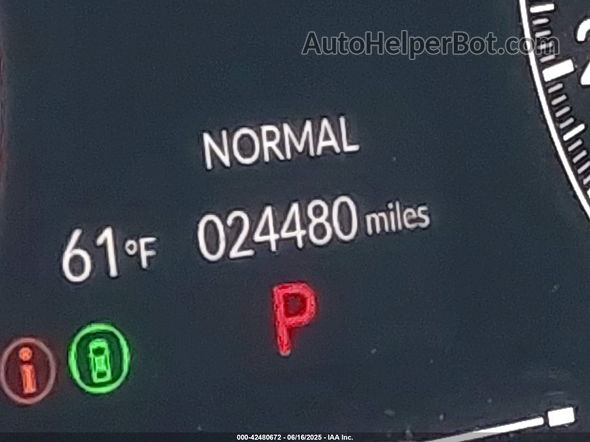 AutoHelperBot.com
NORMAL
61°F 024480 miles
P
i
000-42480672 - 06/16/2025 - IAA Inc.